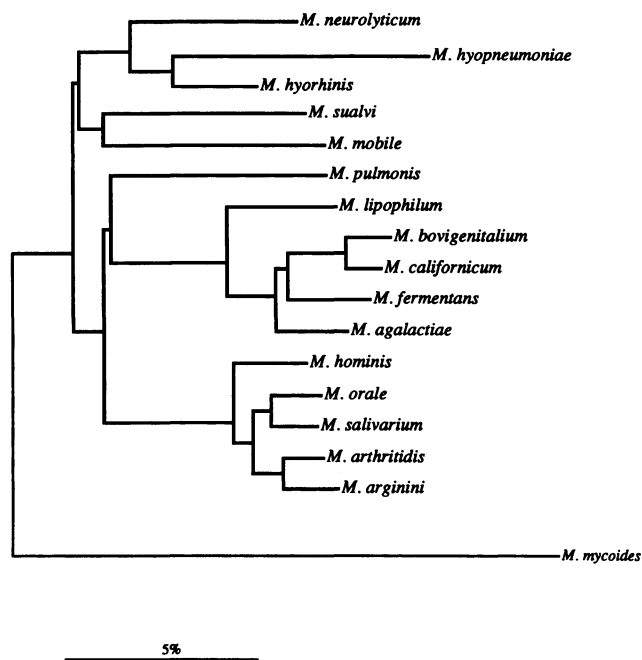 M. neurolyticum
M. hyopneumoniae
M. hyorhinis
M. sualvi
M. mobile
M. pulmonis
M. lipophilum
M. bovigenitalium
M. californicum
M. fermentans
M. agalactiae
M. hominis
M. orale
M. salivarium
M. arthritidis
M. arginini
M. mycoides
5%